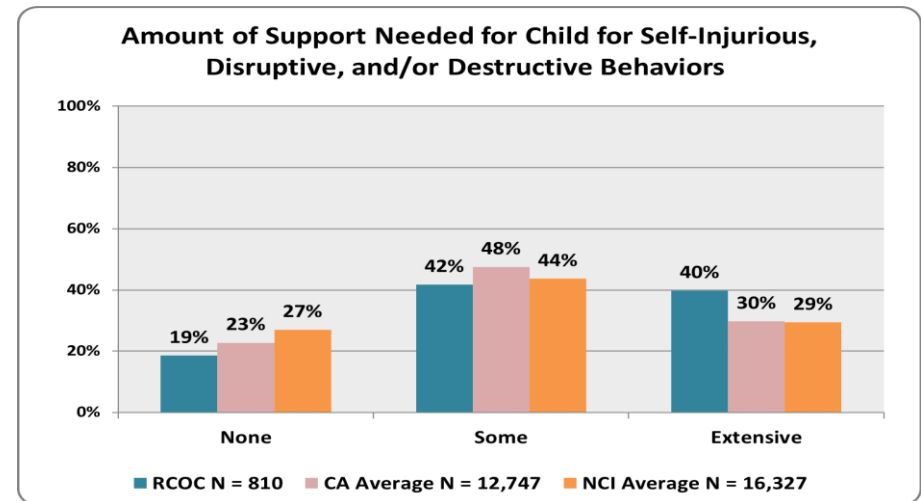 Amount of Support Needed for Child for Self-Injurious,
Disruptive, and/or Destructive Behaviors
100%
80%
60%
40%
20%
0%
19%
23%
27%
42%
48%
44%
40%
30%
29%
None
Some
Extensive
RCOC N = 810
CA Average N = 12,747
NCI Average N = 16,327